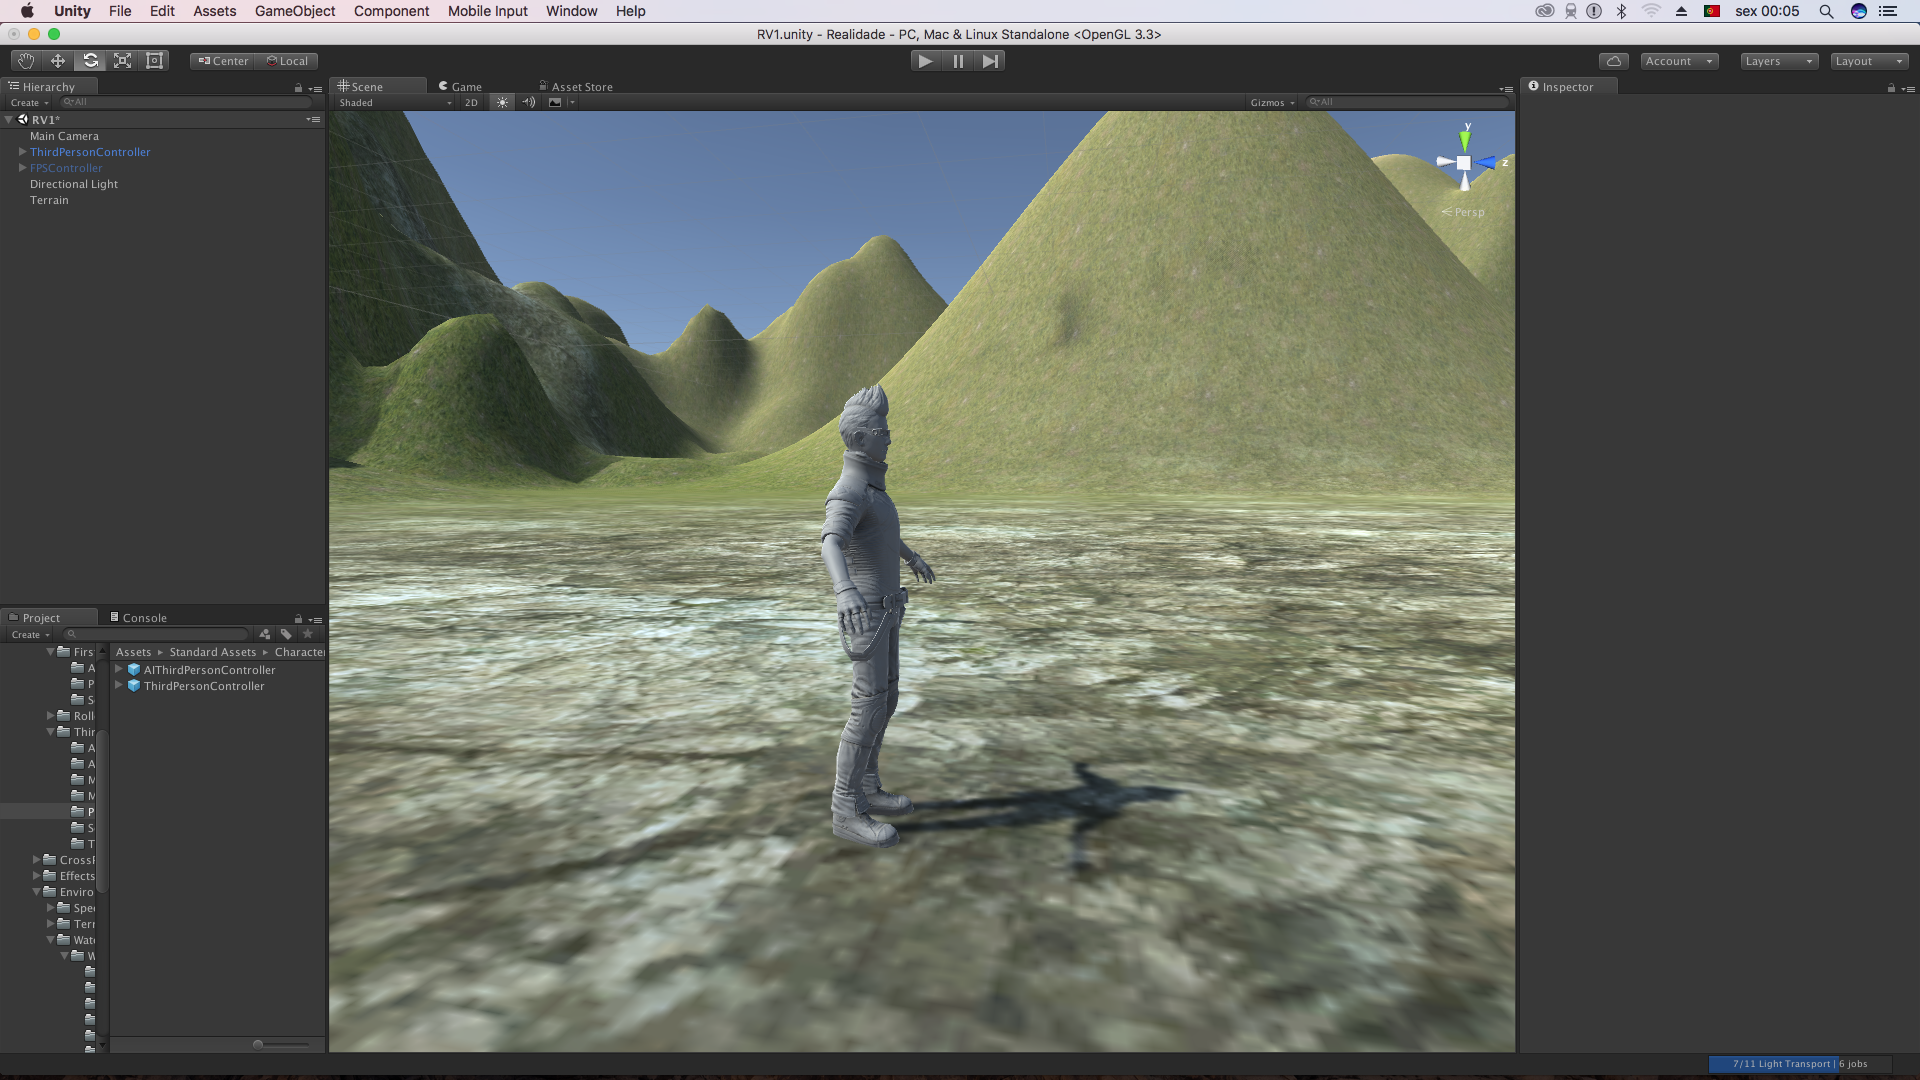 Unity File Edit Assets GameObject Component Mobile Input Window Help sex 00:05
RV1.unity - Realidade - PC, Mac & Linux Standalone <OpenGL 3.3>
Center Local Account Layers Layout
Hierarchy
Create All
RV1*
Main Camera
ThirdPersonController
FPSController
Directional Light
Terrain
Scene Game Asset Store
Shaded 2D Gizmos All
y
z
Persp
Inspector
Project Console
Create
Firs
A
P
S
Roll
Thir
A
A
M
M
P
S
T
Cross
Effects
Enviro
Spe
Terr
Wate
W
Assets Standard Assets Characte
AIThirdPersonController
ThirdPersonController
7/11 Light Transport | 6 jobs